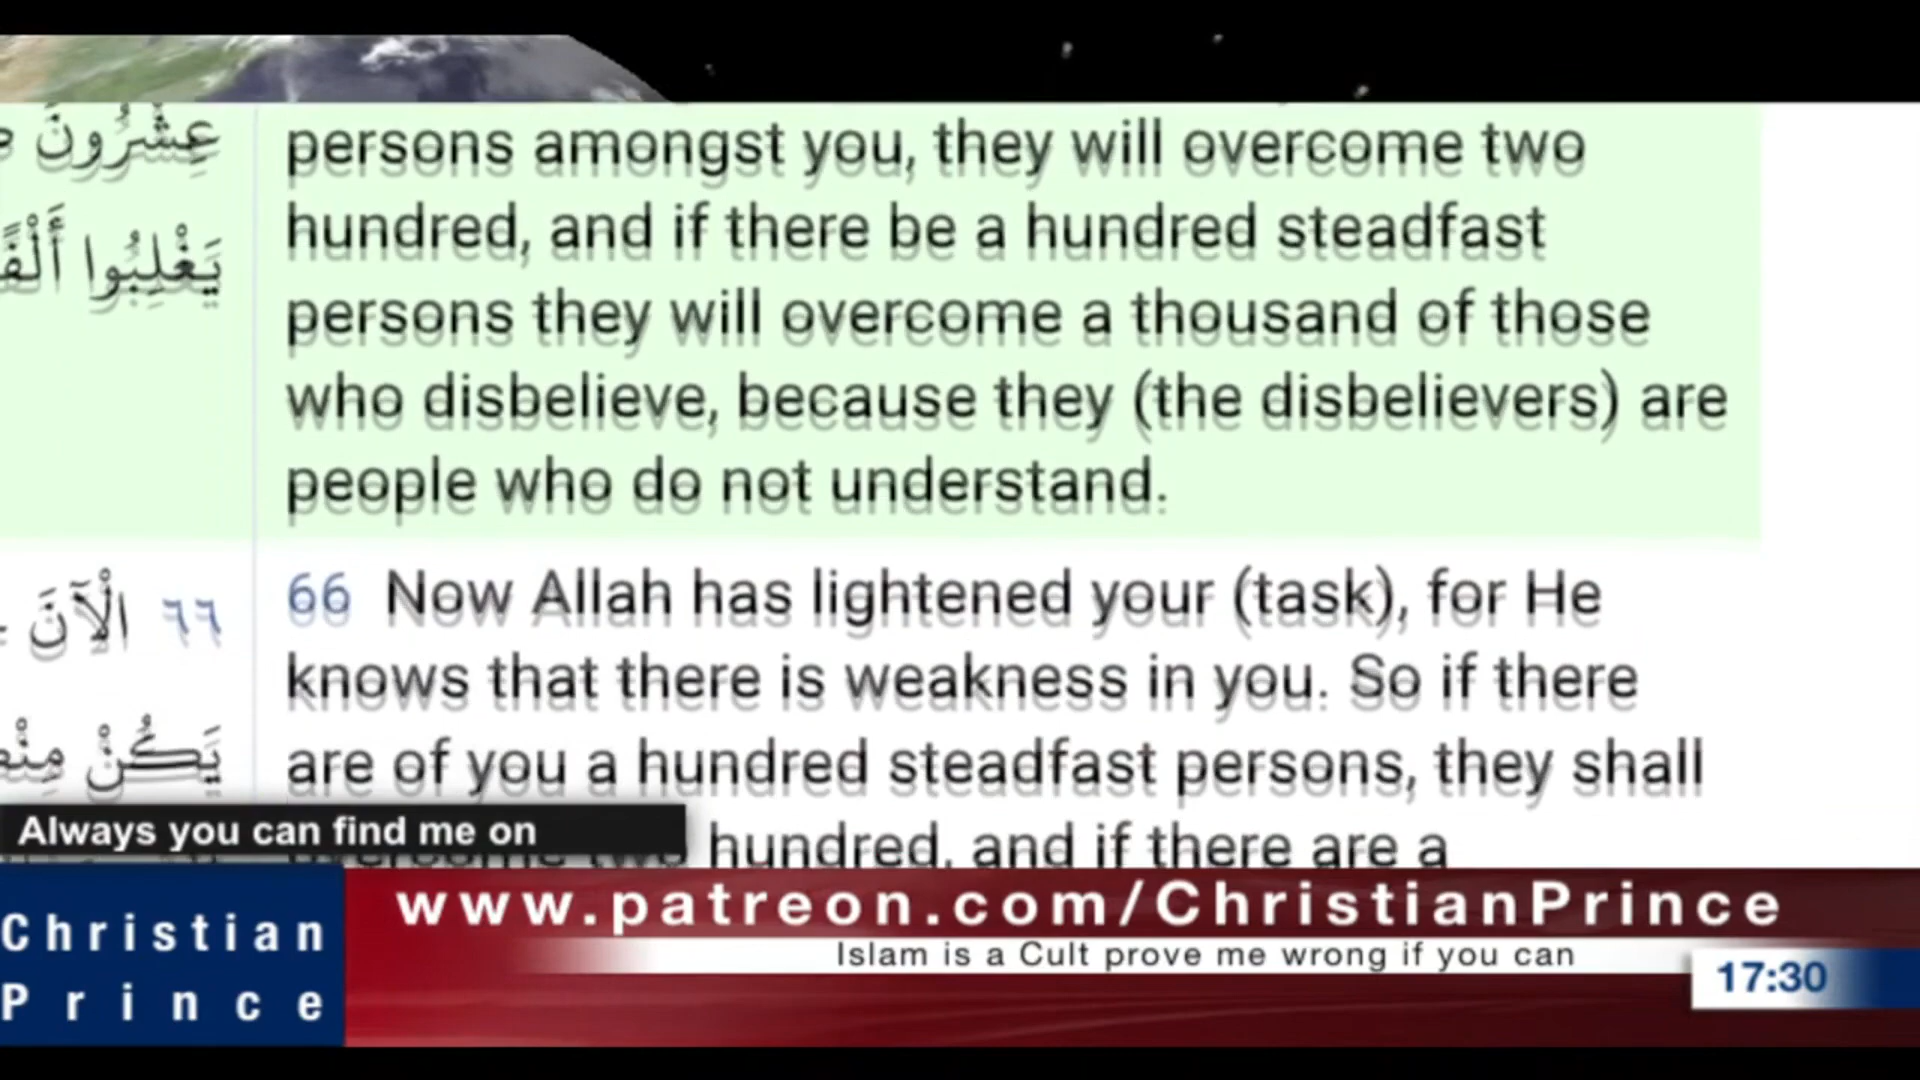 عِشْرُونَ
persons amongst you, they will overcome two
hundred, and if there be a hundred steadfast
يَغْلِبُوا أَلْفًا
persons they will overcome a thousand of those
who disbelieve, because they (the disbelievers) are
people who do not understand.
٦٦ الْآنَ
66 Now Allah has lightened your (task), for He
knows that there is weakness in you. So if there
يَكُنْ
are of you a hundred steadfast persons, they shall
overcome two hundred, and if there are a
Always you can find me on
www.patreon.com/ChristianPrince
Christian
Prince
Islam is a Cult prove me wrong if you can
17:30